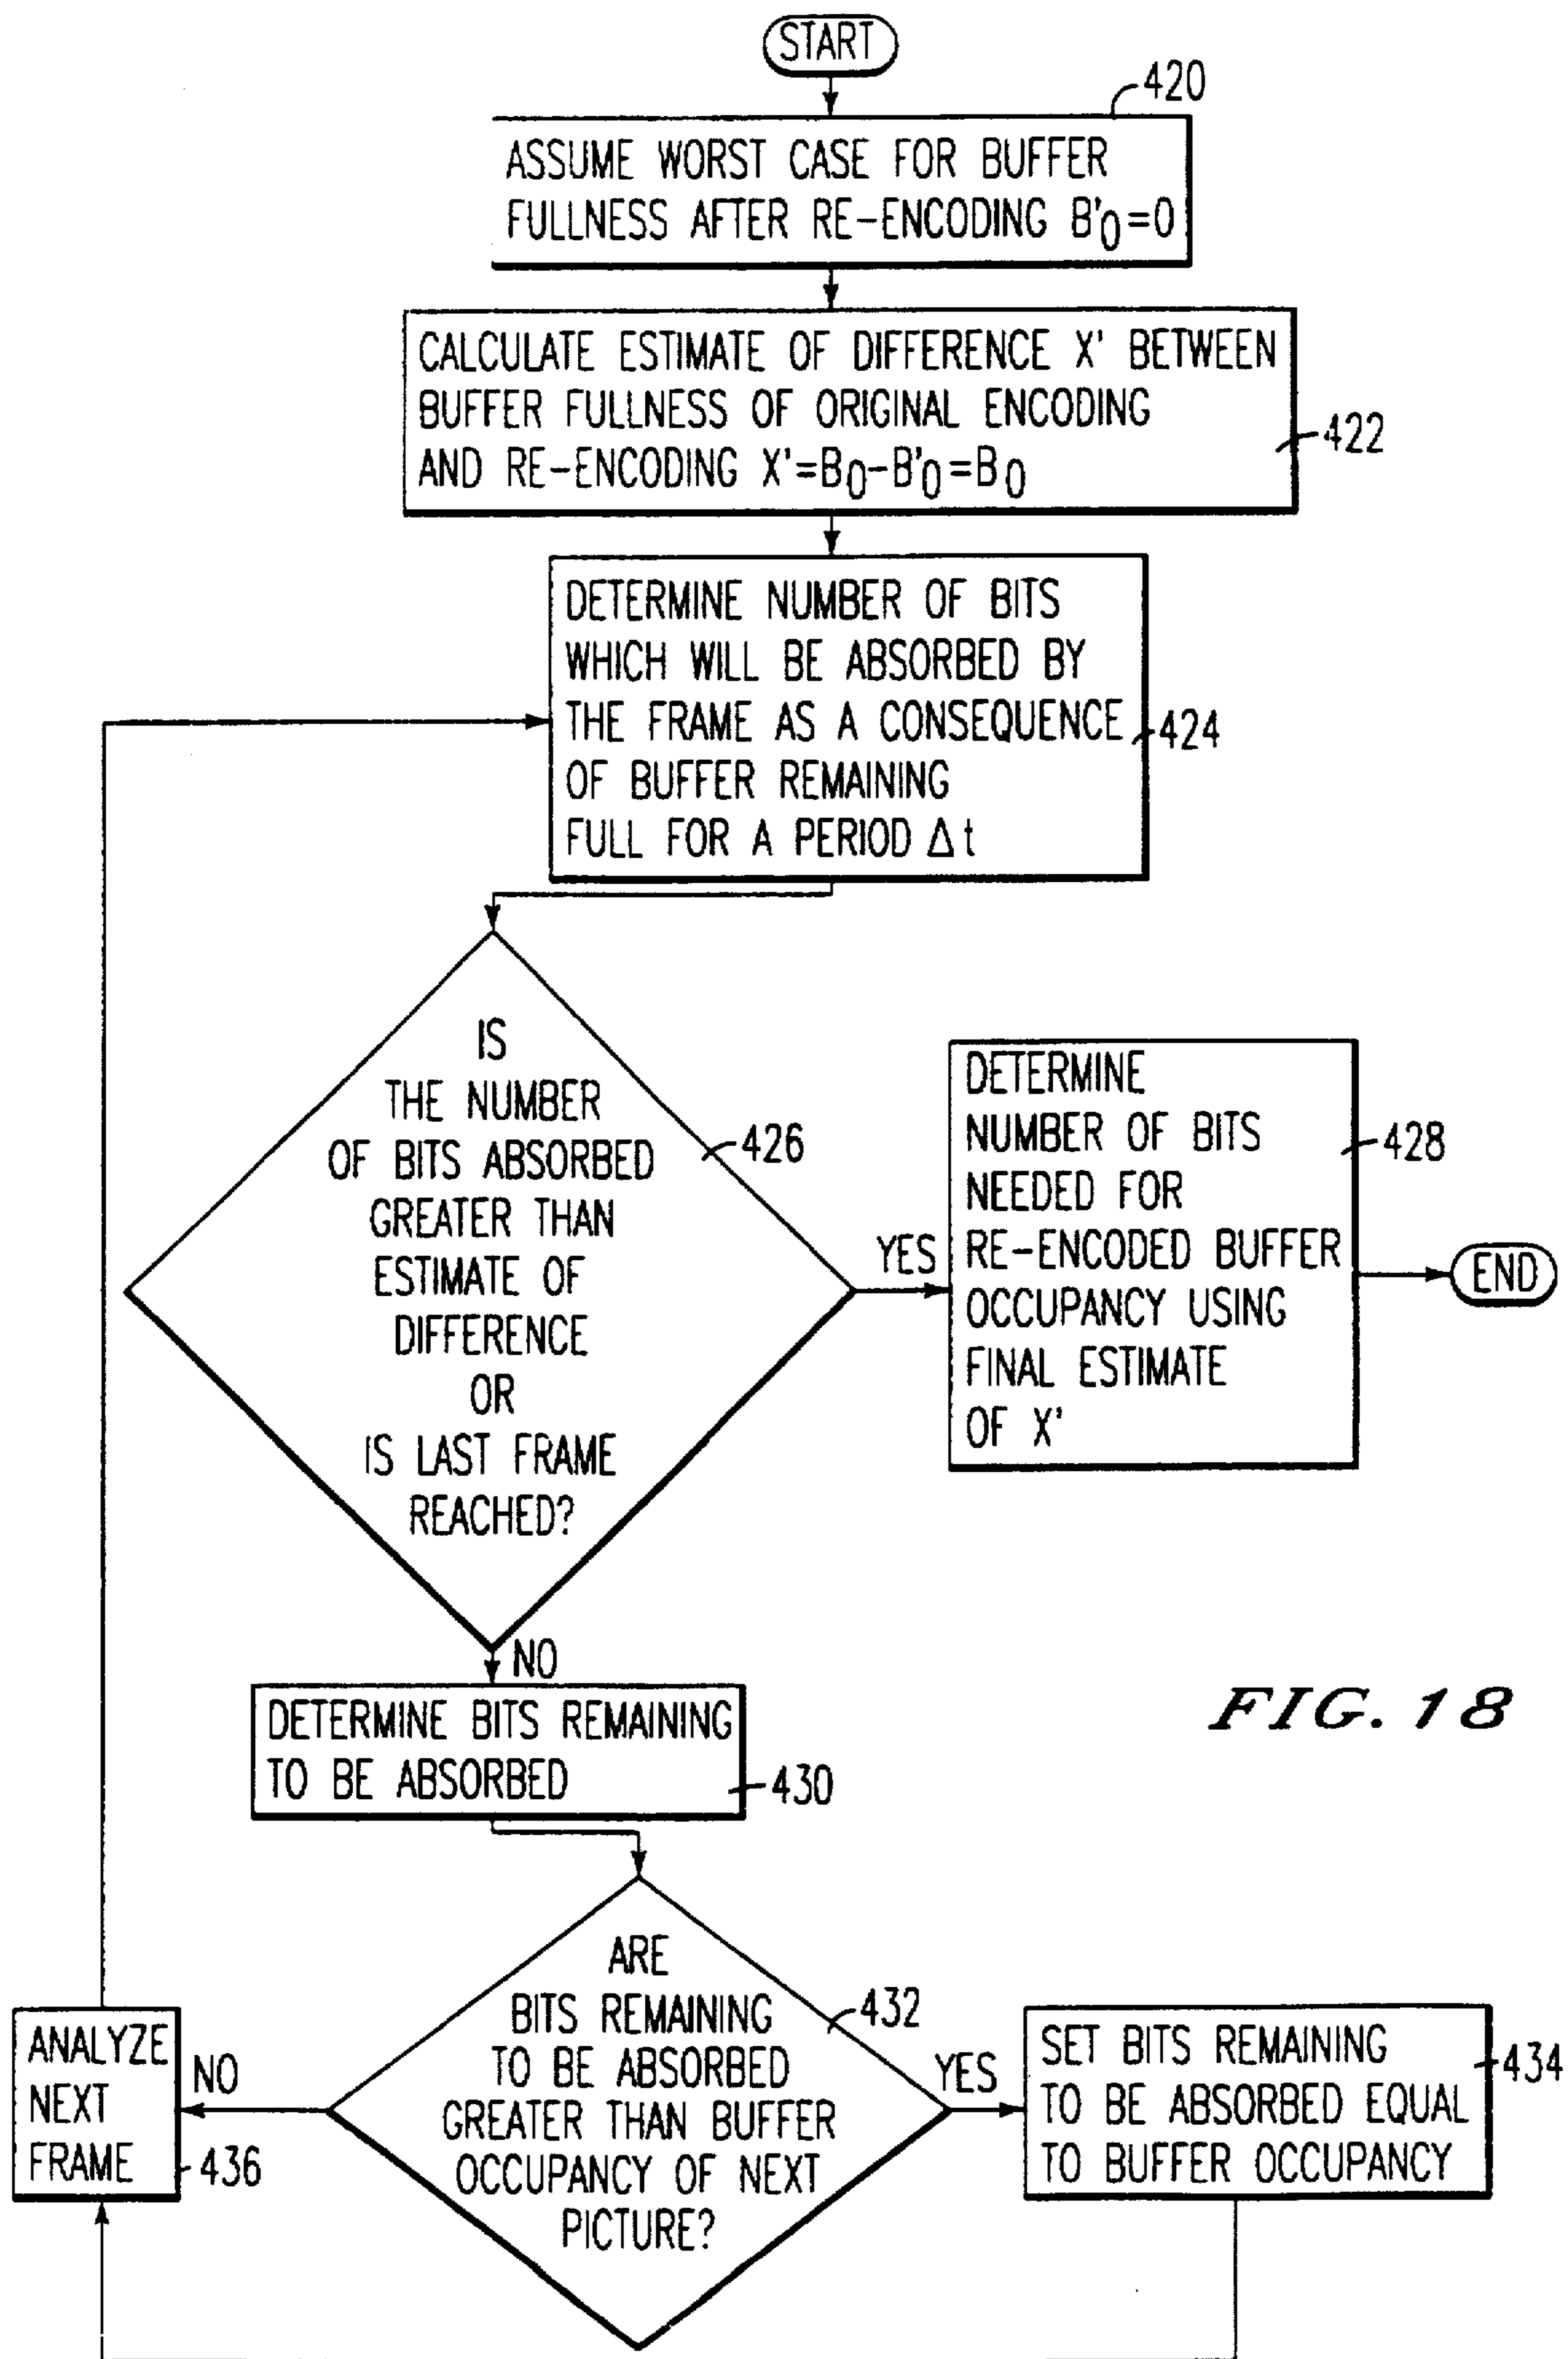 START
420
ASSUME WORST CASE FOR BUFFER
FULLNESS AFTER RE-ENCODING B'0=0
CALCULATE ESTIMATE OF DIFFERENCE X' BETWEEN
BUFFER FULLNESS OF ORIGINAL ENCODING
AND RE-ENCODING X'=B0-B'0=B0
422
DETERMINE NUMBER OF BITS
WHICH WILL BE ABSORBED BY
THE FRAME AS A CONSEQUENCE
OF BUFFER REMAINING
FULL FOR A PERIOD Δt
424
IS
THE NUMBER
OF BITS ABSORBED
GREATER THAN
ESTIMATE OF
DIFFERENCE
OR
IS LAST FRAME
REACHED?
426
YES
DETERMINE
NUMBER OF BITS
NEEDED FOR
RE-ENCODED BUFFER
OCCUPANCY USING
FINAL ESTIMATE
OF X'
428
END
NO
DETERMINE BITS REMAINING
TO BE ABSORBED
430
FIG. 18
ARE
BITS REMAINING
TO BE ABSORBED
GREATER THAN BUFFER
OCCUPANCY OF NEXT
PICTURE?
432
YES
SET BITS REMAINING
TO BE ABSORBED EQUAL
TO BUFFER OCCUPANCY
434
NO
ANALYZE
NEXT
FRAME
436